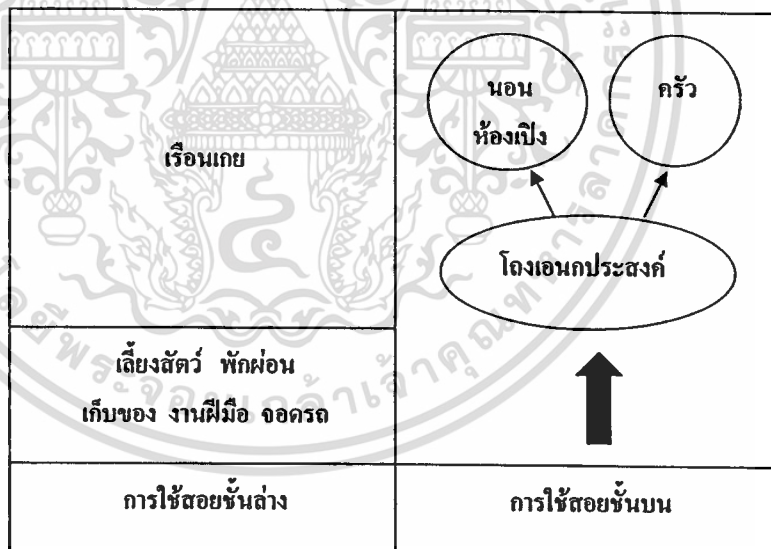 เรือนเกย
เลี้ยงสัตว์ พักผ่อน
เก็บของ งานฝีมือ จอดรถ
การใช้สอยชั้นล่าง
นอน
ห้องเปิง
ครัว
โถงเอนกประสงค์
การใช้สอยชั้นบน